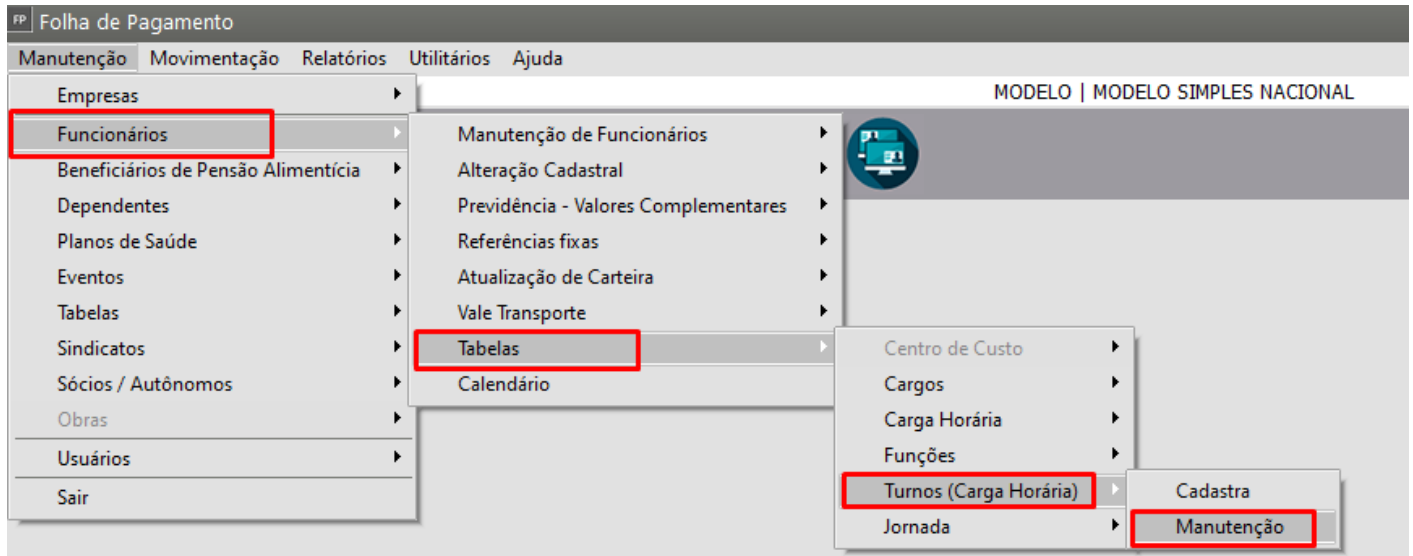 FP Folha de Pagamento
Manutenção Movimentação Relatórios Utilitários Ajuda
MODELO | MODELO SIMPLES NACIONAL
Empresas
Funcionários
Beneficiários de Pensão Alimentícia
Dependentes
Planos de Saúde
Eventos
Tabelas
Sindicatos
Sócios / Autônomos
Obras
Usuários
Sair
Manutenção de Funcionários
Alteração Cadastral
Previdência - Valores Complementares
Referências fixas
Atualização de Carteira
Vale Transporte
Tabelas
Calendário
Centro de Custo
Cargos
Carga Horária
Funções
Turnos (Carga Horária)
Jornada
Cadastra
Manutenção